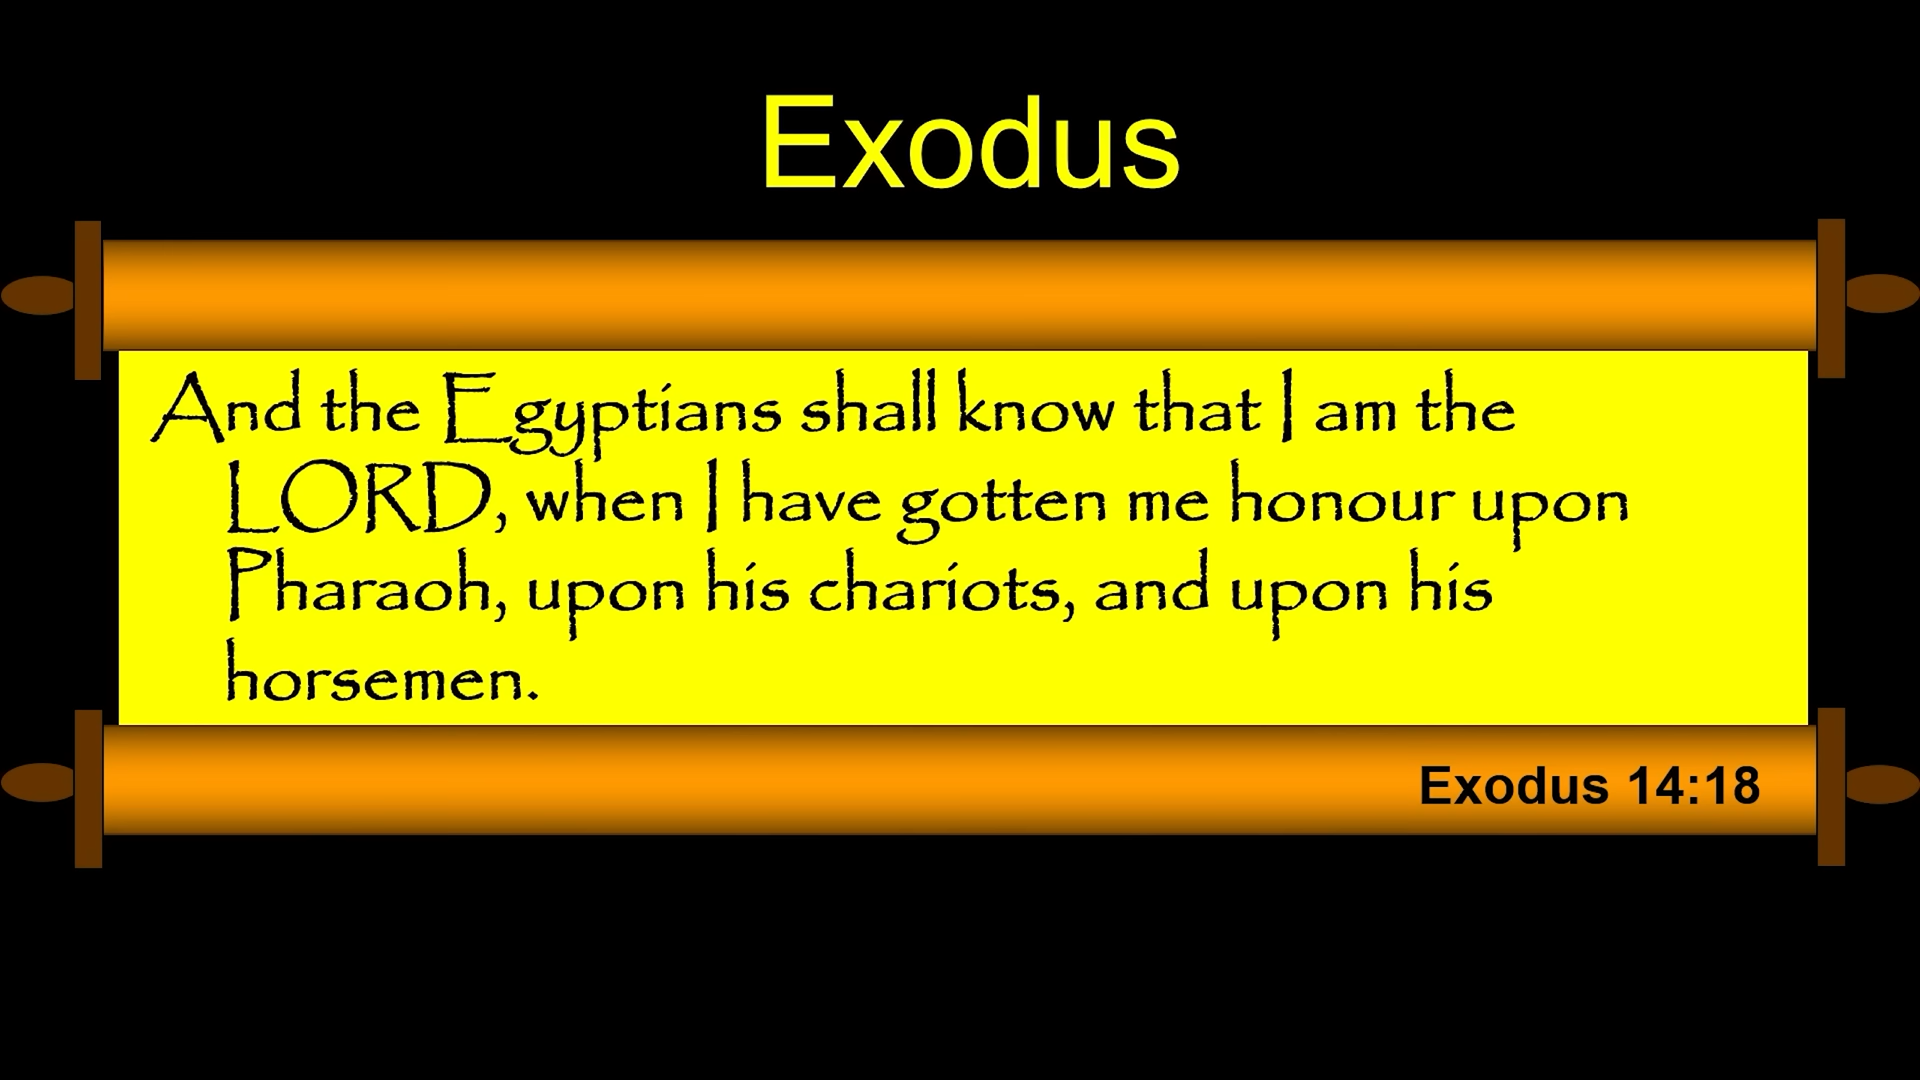 Exodus
And the Egyptians shall know that I am the
LORD, when I have gotten me honour upon
Pharaoh, upon his chariots, and upon his
horsemen.
Exodus 14:18